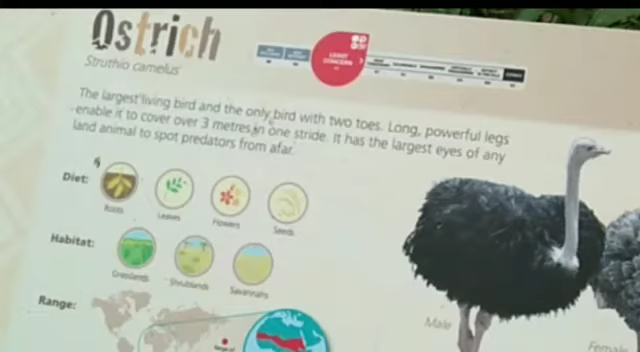 Ostrich
Struthio camelus
LEAST CONCERN
The largest living bird and the only bird with two toes. Long, powerful legs
enable it to cover over 3 metres in one stride. It has the largest eyes of any
land animal to spot predators from afar.
Diet:
Roots Leaves Flowers Seeds
Habitat:
Grasslands Shrublands Savannahs
Range:
Male
Female